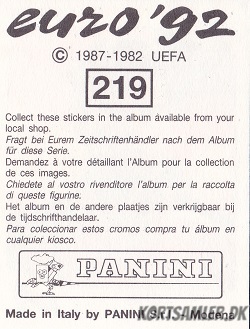 euro'92
© 1987-1982 UEFA
219
Collect these stickers in the album available from your
local shop.
Fragt bei Eurem Zeitschriftenhändler nach dem Album
für diese Serie.
Demandez à votre détaillant l'Album pour la collection
de ces images.
Chiedete al vostro rivenditore l'album per la raccolta
di queste figurine.
Het album en de andere plaatjes zijn verkrijgbaar bij
de tijdschrifthandelaar.
Para coleccionar estos cromos compra tu álbum en
cualquier kiosco.
PANINI
Made in Italy by PANINI S.r.l. - Modena
KORTSAMLER.DK